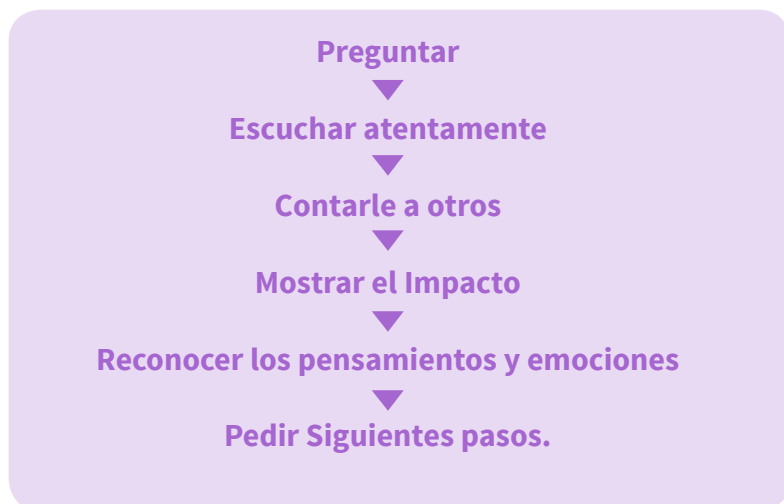 Preguntar
Escuchar atentamente
Contarle a otros
Mostrar el Impacto
Reconocer los pensamientos y emociones
Pedir Siguientes pasos.